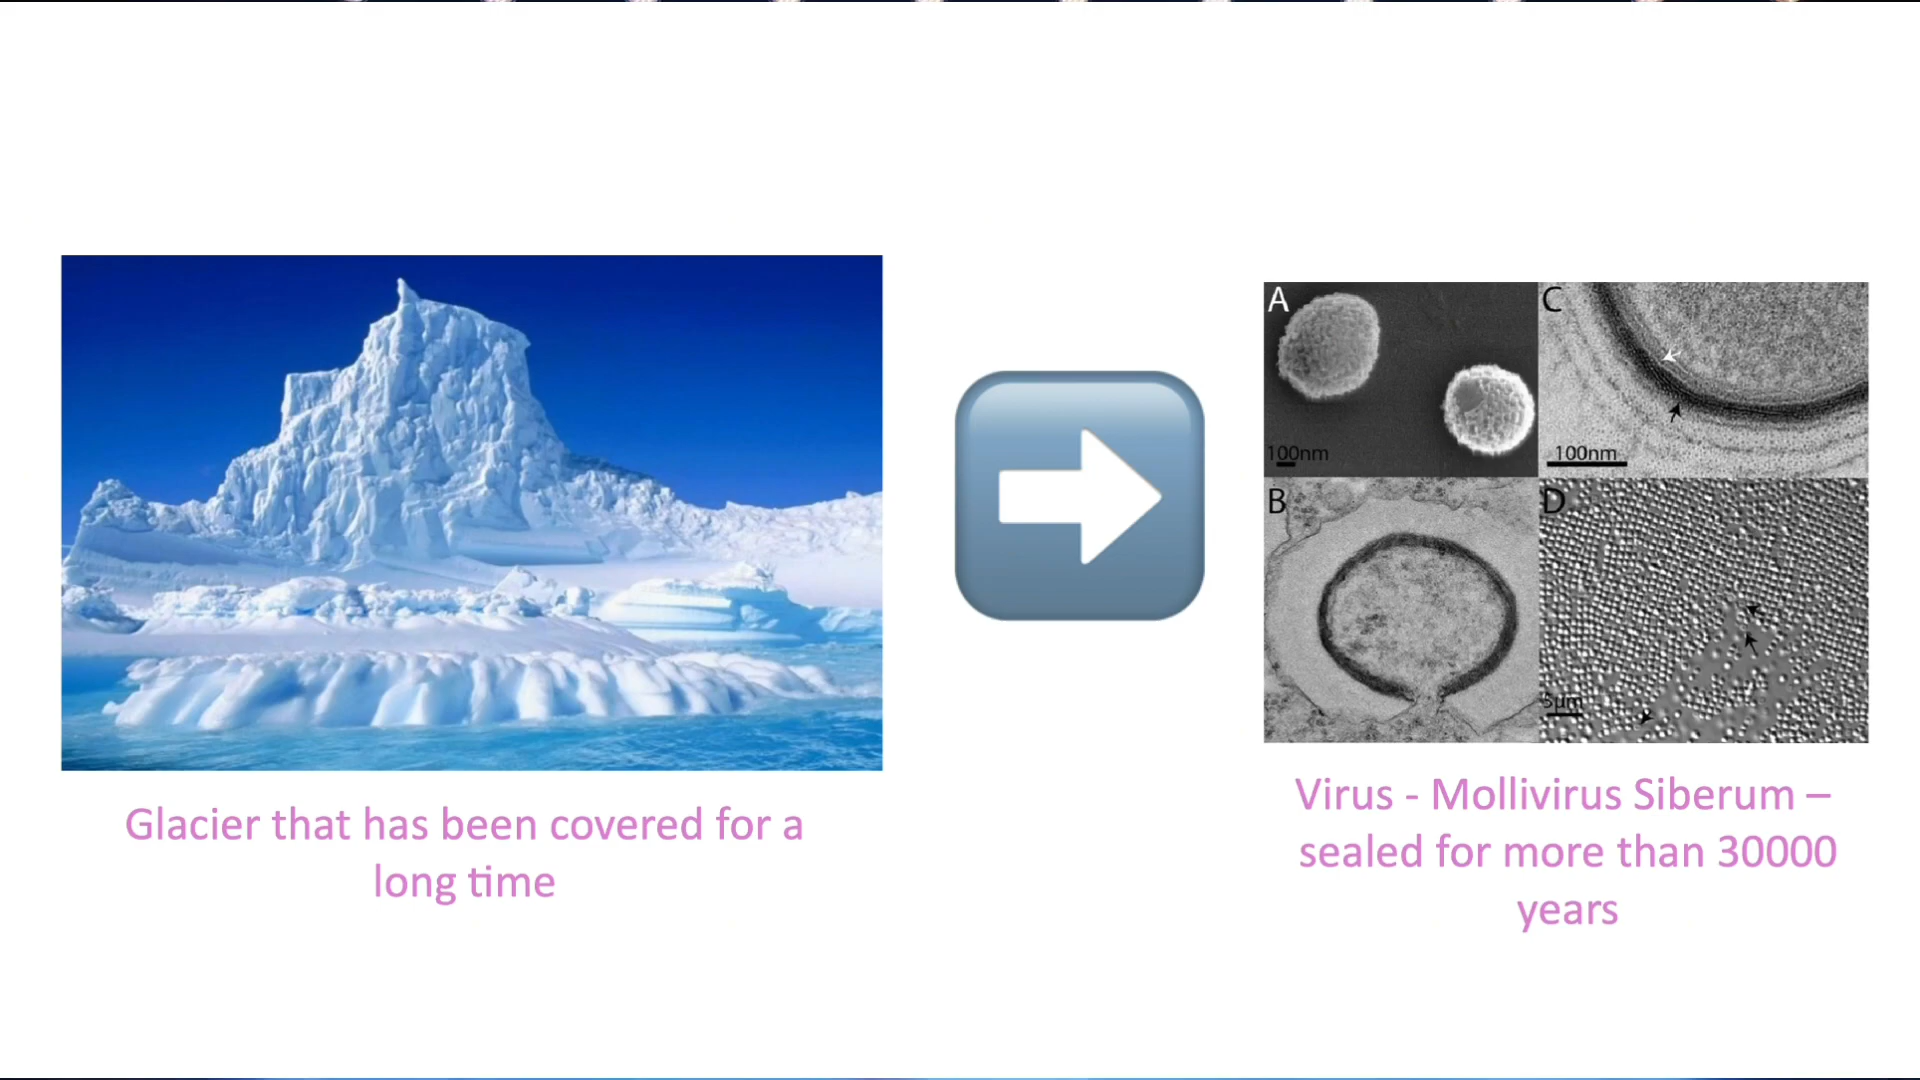 Glacier that has been covered for a
long time
A
C
100nm
100nm
B
D
5µm
Virus - Mollivirus Siberum –
sealed for more than 30000
years